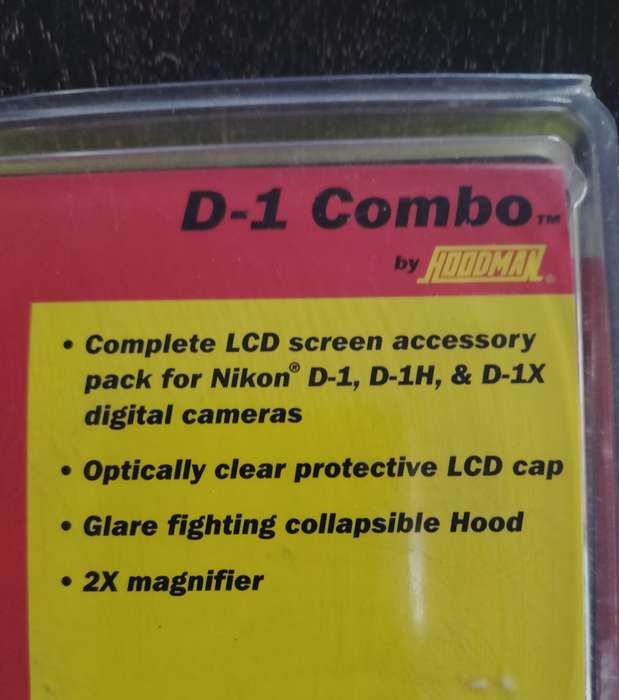 D-1 Combo™
by HOODMAN®
• Complete LCD screen accessory
pack for Nikon® D-1, D-1H, & D-1X
digital cameras
• Optically clear protective LCD cap
• Glare fighting collapsible Hood
• 2X magnifier